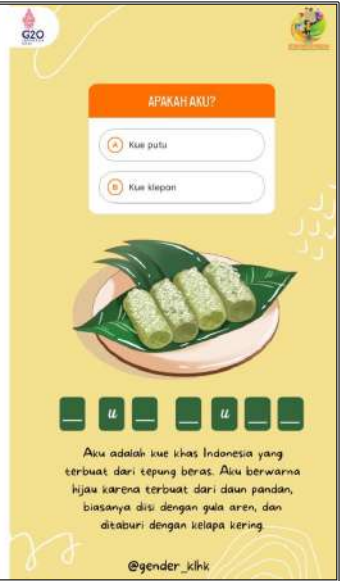 G20
APAKAH AKU?
A Kue putu
B Kue klepon
_ u _ _ u _ _
Aku adalah kue khas Indonesia yang
terbuat dari tepung beras. Aku berwarna
hijau karena terbuat dari daun pandan,
biasanya diisi dengan gula aren, dan
ditaburi dengan kelapa kering.
@gender_klhk